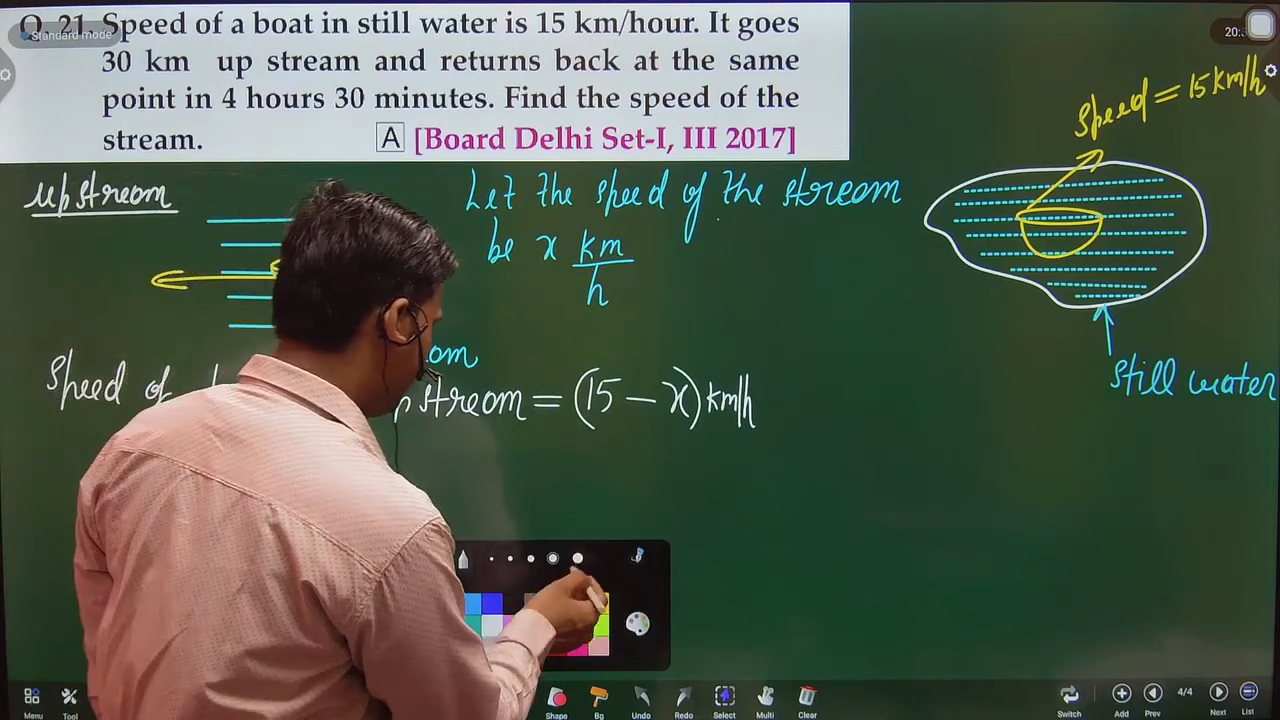 Q. 21. Speed of a boat in still water is 15 km/hour. It goes
30 km up stream and returns back at the same
point in 4 hours 30 minutes. Find the speed of the
stream. A [Board Delhi Set-I, III 2017]
Standard mode
20:
Speed = 15 km/h
upstream
Let the speed of the stream
be x km/h
Still water
om
Speed of
stream = (15 - x) km/h
Menu
Tool
Shape
Bg
Undo
Redo
Select
Multi
Clear
Switch
Add
Prev
4/4
Next
List